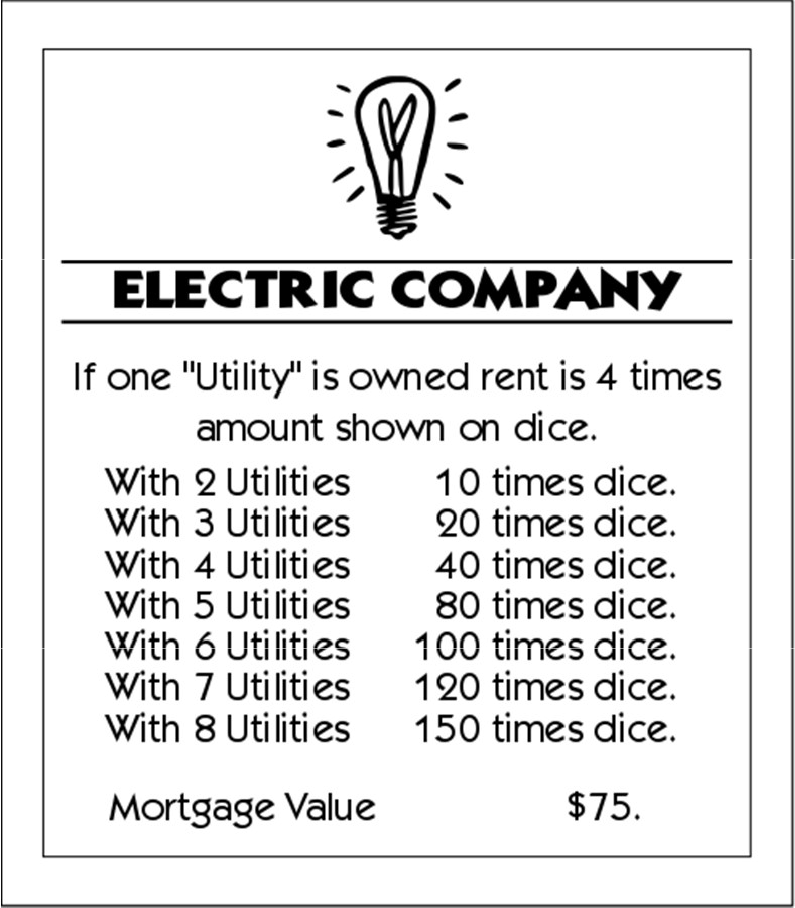 ELECTRIC COMPANY
If one "Utility" is owned rent is 4 times
amount shown on dice.
With 2 Utilities 10 times dice.
With 3 Utilities 20 times dice.
With 4 Utilities 40 times dice.
With 5 Utilities 80 times dice.
With 6 Utilities 100 times dice.
With 7 Utilities 120 times dice.
With 8 Utilities 150 times dice.
Mortgage Value $75.